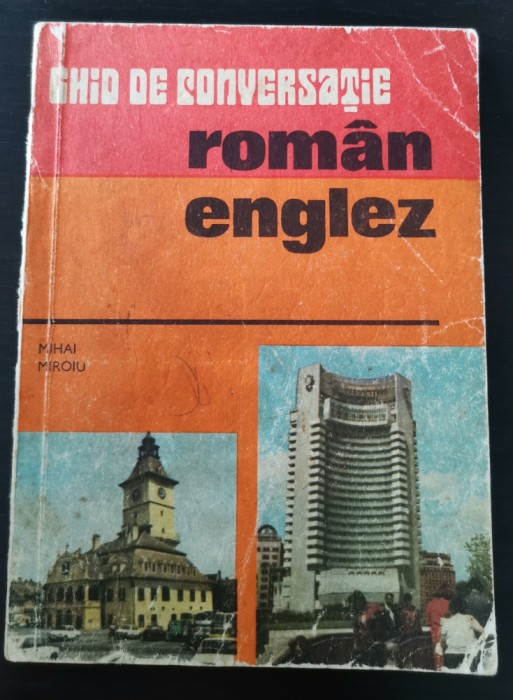 GHID DE CONVERSAȚIE
român
englez
MIHAI
MIROIU